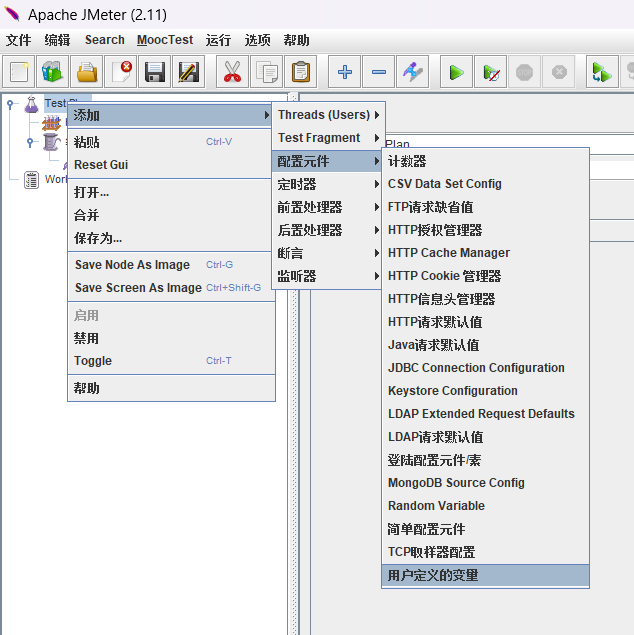 Apache JMeter (2.11)
文件 编辑 Search MoocTest 运行 选项 帮助
Test
添加
粘贴 Ctrl-V
Reset Gui
打开...
合并
保存为...
Save Node As Image Ctrl-G
Save Screen As Image Ctrl+Shift-G
启用
禁用
Toggle Ctrl-T
帮助
Work
Threads (Users)
Test Fragment
配置元件
定时器
前置处理器
后置处理器
断言
监听器
Plan
计数器
CSV Data Set Config
FTP请求缺省值
HTTP授权管理器
HTTP Cache Manager
HTTP Cookie 管理器
HTTP信息头管理器
HTTP请求默认值
Java请求默认值
JDBC Connection Configuration
Keystore Configuration
LDAP Extended Request Defaults
LDAP请求默认值
登陆配置元件/素
MongoDB Source Config
Random Variable
简单配置元件
TCP取样器配置
用户定义的变量